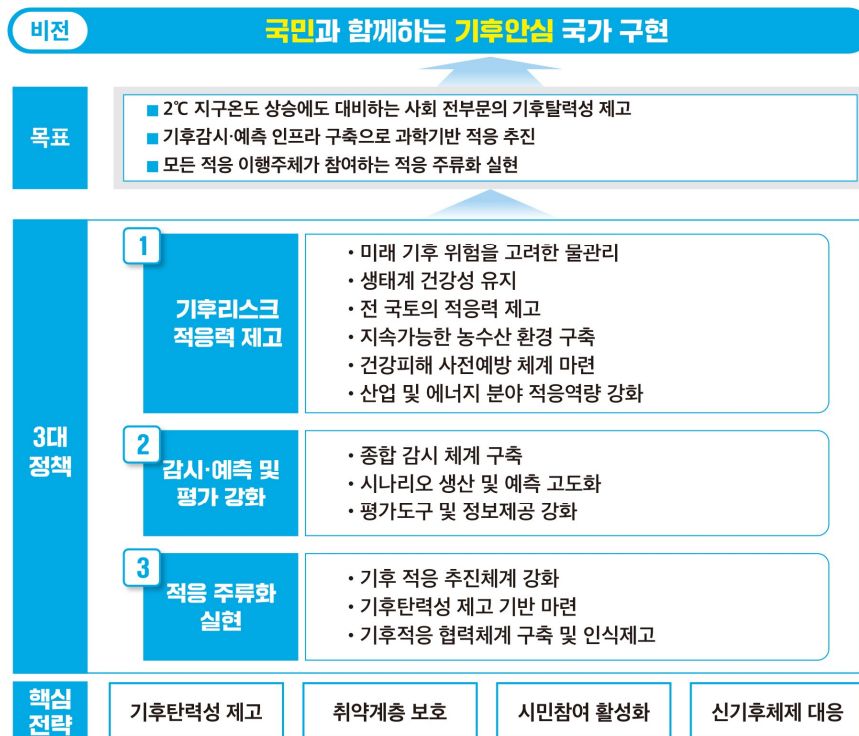 비전
국민과 함께하는 기후안심 국가 구현
목표
■ 2℃ 지구온도 상승에도 대비하는 사회 전부문의 기후탈력성 제고
■ 기후감시·예측 인프라 구축으로 과학기반 적응 추진
■ 모든 적응 이행주체가 참여하는 적응 주류화 실현
3대
정책
1
기후리스크
적응력 제고
· 미래 기후 위험을 고려한 물관리
· 생태계 건강성 유지
· 전 국토의 적응력 제고
· 지속가능한 농수산 환경 구축
· 건강피해 사전예방 체계 마련
· 산업 및 에너지 분야 적응역량 강화
2
감시·예측 및
평가 강화
· 종합 감시 체계 구축
· 시나리오 생산 및 예측 고도화
· 평가도구 및 정보제공 강화
3
적응 주류화
실현
· 기후 적응 추진체계 강화
· 기후탄력성 제고 기반 마련
· 기후적응 협력체계 구축 및 인식제고
핵심
전략
기후탄력성 제고
취약계층 보호
시민참여 활성화
신기후체제 대응